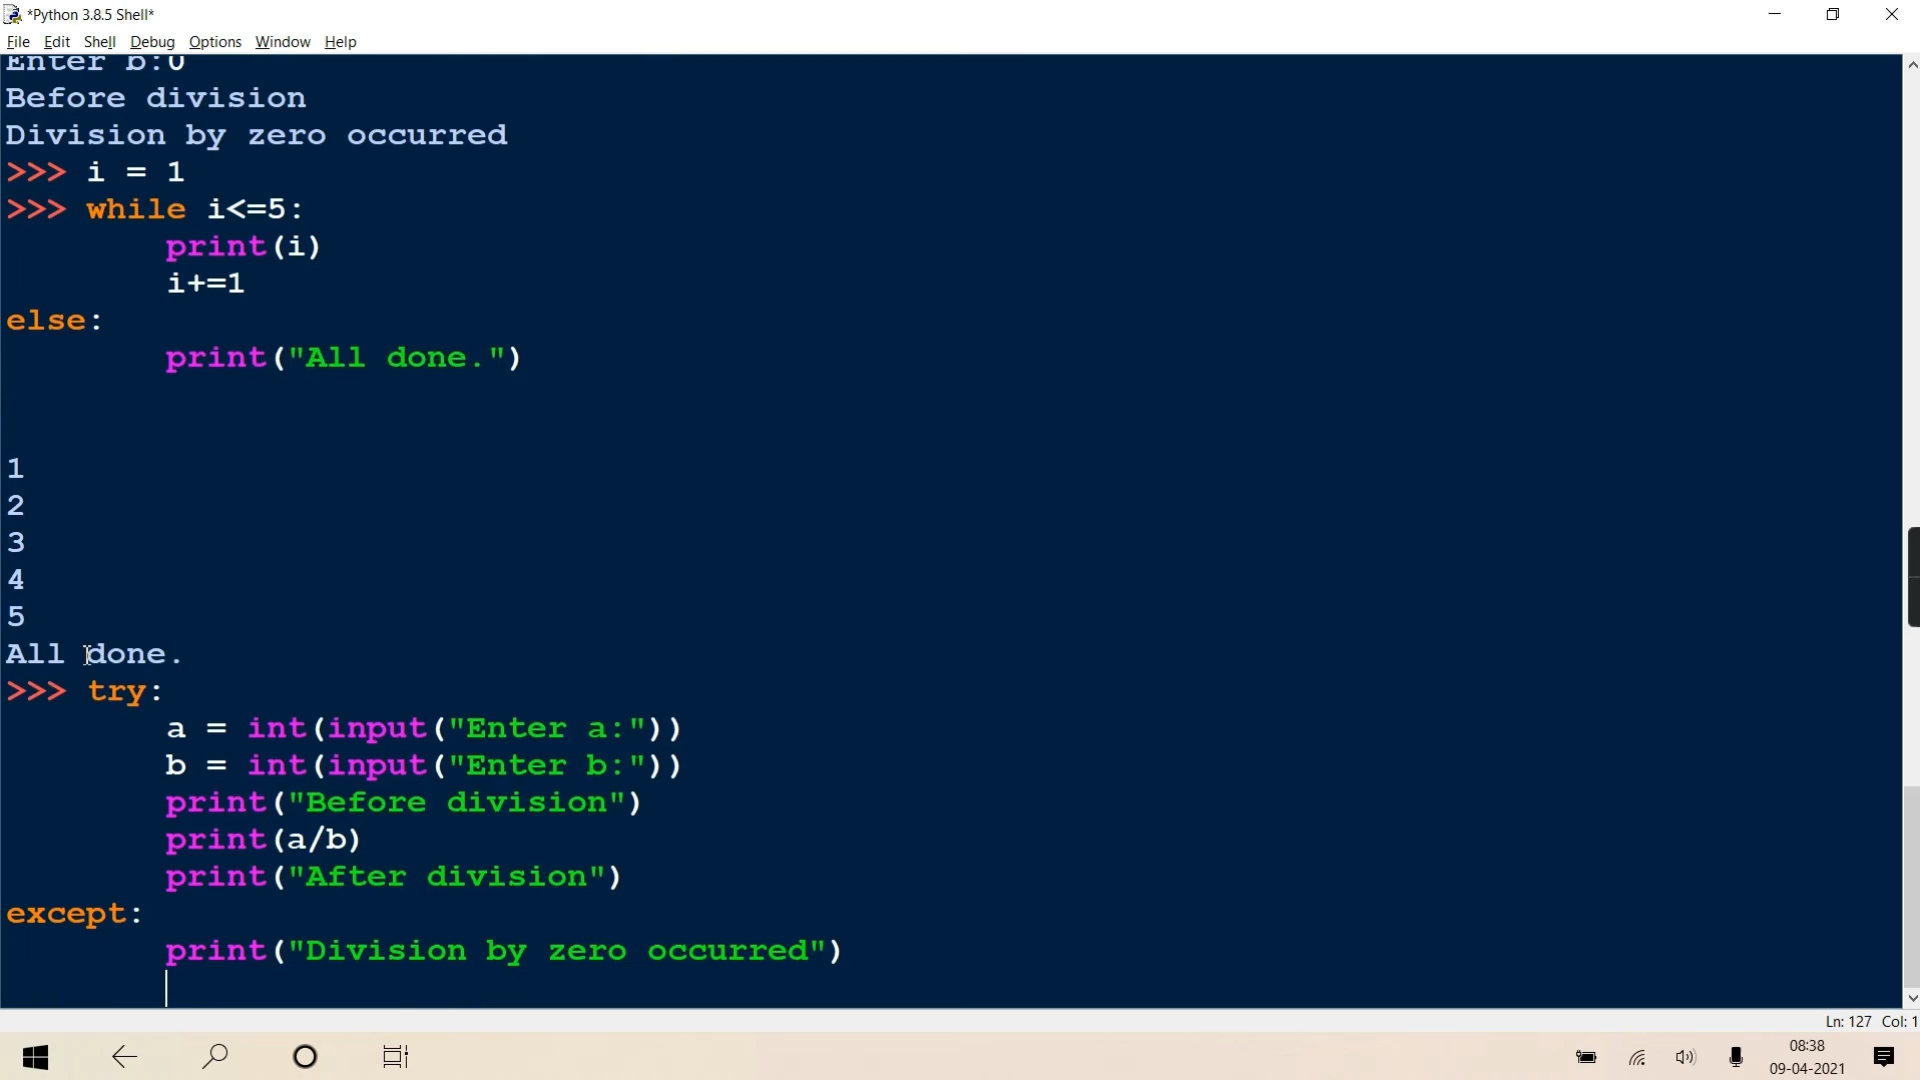 *Python 3.8.5 Shell*
File Edit Shell Debug Options Window Help
Enter b:0
Before division
Division by zero occurred
>>> i = 1
>>> while i<=5:
print(i)
i+=1
else:
print("All done.")
1
2
3
4
5
All done.
>>> try:
a = int(input("Enter a:"))
b = int(input("Enter b:"))
print("Before division")
print(a/b)
print("After division")
except:
print("Division by zero occurred")
Ln: 127 Col: 1
08:38
09-04-2021